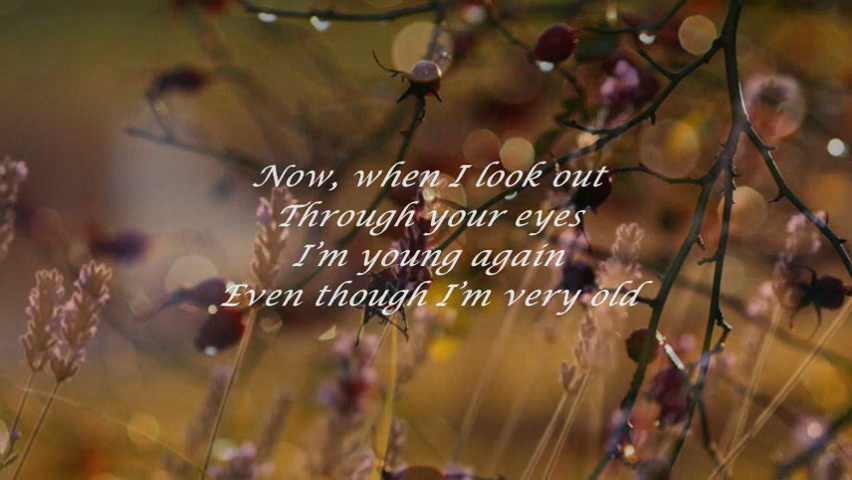 Now, when I look out
Through your eyes
I'm young again
Even though I'm very old